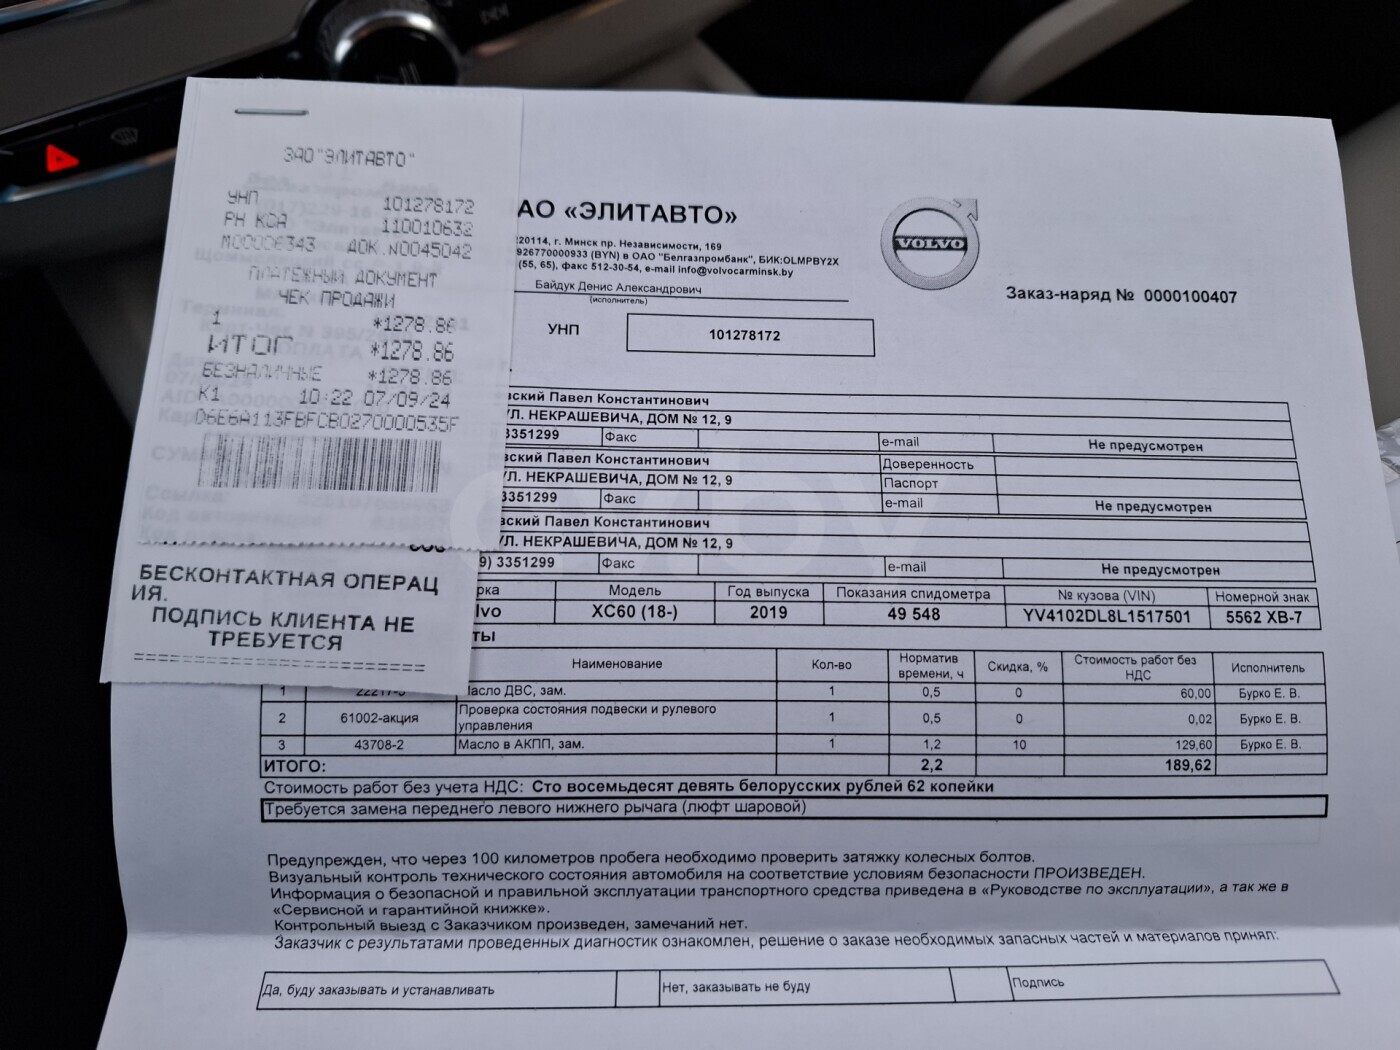 ЗАО"ЭЛИТАВТО"
УНП 101278172
РН КСА 110010632
M00006343 ДОК.N0045042
ПЛАТЕЖНЫЙ ДОКУМЕНТ
ЧЕК ПРОДАЖИ
1 *1278.86
ИТОГ *1278.86
БЕЗНАЛИЧНЫЕ *1278.86
К1 10:22 07/09/24
06E6A113FBFCB0270000535F
БЕСКОНТАКТНАЯ ОПЕРАЦ
ИЯ.
ПОДПИСЬ КЛИЕНТА НЕ
ТРЕБУЕТСЯ
АО «ЭЛИТАВТО»
220114, г. Минск пр. Независимости, 169
926770000933 (BYN) в ОАО "Белгазпромбанк", БИК:OLMPBY2X
(55, 65), факс 512-30-54, e-mail info@volvocarminsk.by
Байдук Денис Александрович
(исполнитель)
УНП 101278172
VOLVO
Заказ-наряд № 0000100407
вский Павел Константинович
УЛ. НЕКРАШЕВИЧА, ДОМ № 12, 9
3351299 Факс e-mail Не предусмотрен
вский Павел Константинович Доверенность
УЛ. НЕКРАШЕВИЧА, ДОМ № 12, 9 Паспорт
3351299 Факс e-mail Не предусмотрен
вский Павел Константинович
УЛ. НЕКРАШЕВИЧА, ДОМ № 12, 9
9) 3351299 Факс e-mail Не предусмотрен
рка Модель Год выпуска Показания спидометра № кузова (VIN) Номерной знак
lvo XC60 (18-) 2019 49 548 YV4102DL8L1517501 5562 XB-7
ты
Наименование Кол-во Норматив времени, ч Скидка, % Стоимость работ без НДС Исполнитель
1 22217-3 Масло ДВС, зам. 1 0,5 0 60,00 Бурко Е. В.
2 61002-акция Проверка состояния подвески и рулевого управления 1 0,5 0 0,02 Бурко Е. В.
3 43708-2 Масло в АКПП, зам. 1 1,2 10 129,60 Бурко Е. В.
ИТОГО: 2,2 189,62
Стоимость работ без учета НДС: Сто восемьдесят девять белорусских рублей 62 копейки
Требуется замена переднего левого нижнего рычага (люфт шаровой)
Предупрежден, что через 100 километров пробега необходимо проверить затяжку колесных болтов.
Визуальный контроль технического состояния автомобиля на соответствие условиям безопасности ПРОИЗВЕДЕН.
Информация о безопасной и правильной эксплуатации транспортного средства приведена в «Руководстве по эксплуатации», а так же в
«Сервисной и гарантийной книжке».
Контрольный выезд с Заказчиком произведен, замечаний нет.
Заказчик с результатами проведенных диагностик ознакомлен, решение о заказе необходимых запасных частей и материалов принял:
Да, буду заказывать и устанавливать Нет, заказывать не буду Подпись